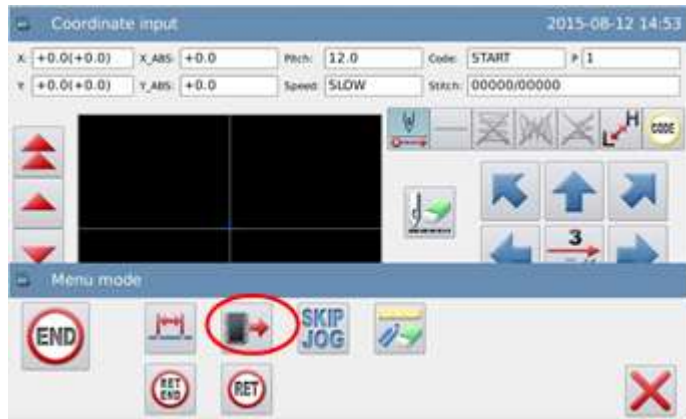 Coordinate input 2015-08-12 14:53
X: +0.0(+0.0) X_ABS: +0.0 Pitch: 12.0 Code: START P 1
Y +0.0(+0.0) Y_ABS: +0.0 Speed: SLOW Stitch: 00000/00000
L H CODE
3
Menu mode
END
SKIP
JOG
RET
END
RET